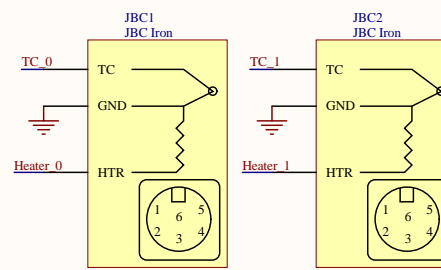 JBC1
JBC Iron
TC_0
TC
GND
Heater_0
HTR
1
5
6
2
4
3
JBC2
JBC Iron
TC_1
TC
GND
Heater_1
HTR
1
5
6
2
4
3